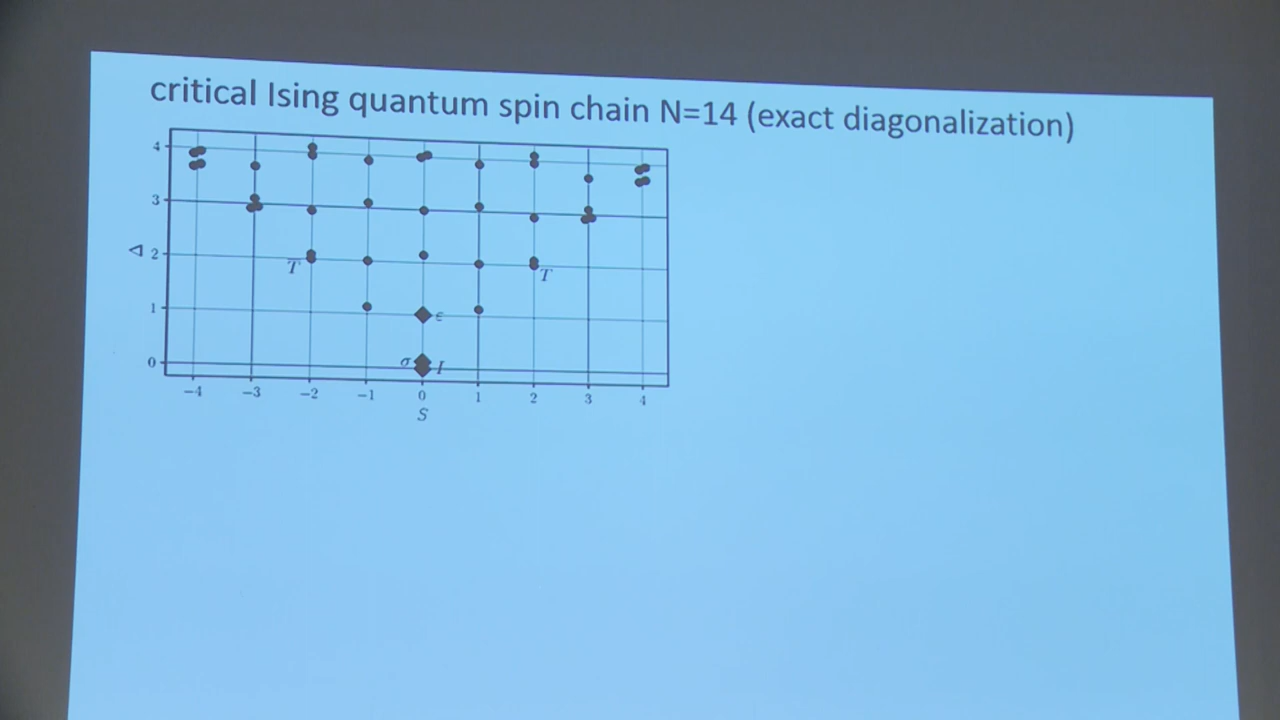 critical Ising quantum spin chain N=14 (exact diagonalization)
4
3
Δ 2
T̅ T
1
ϵ
0
σ I
−4 −3 −2 −1 0 1 2 3 4
S